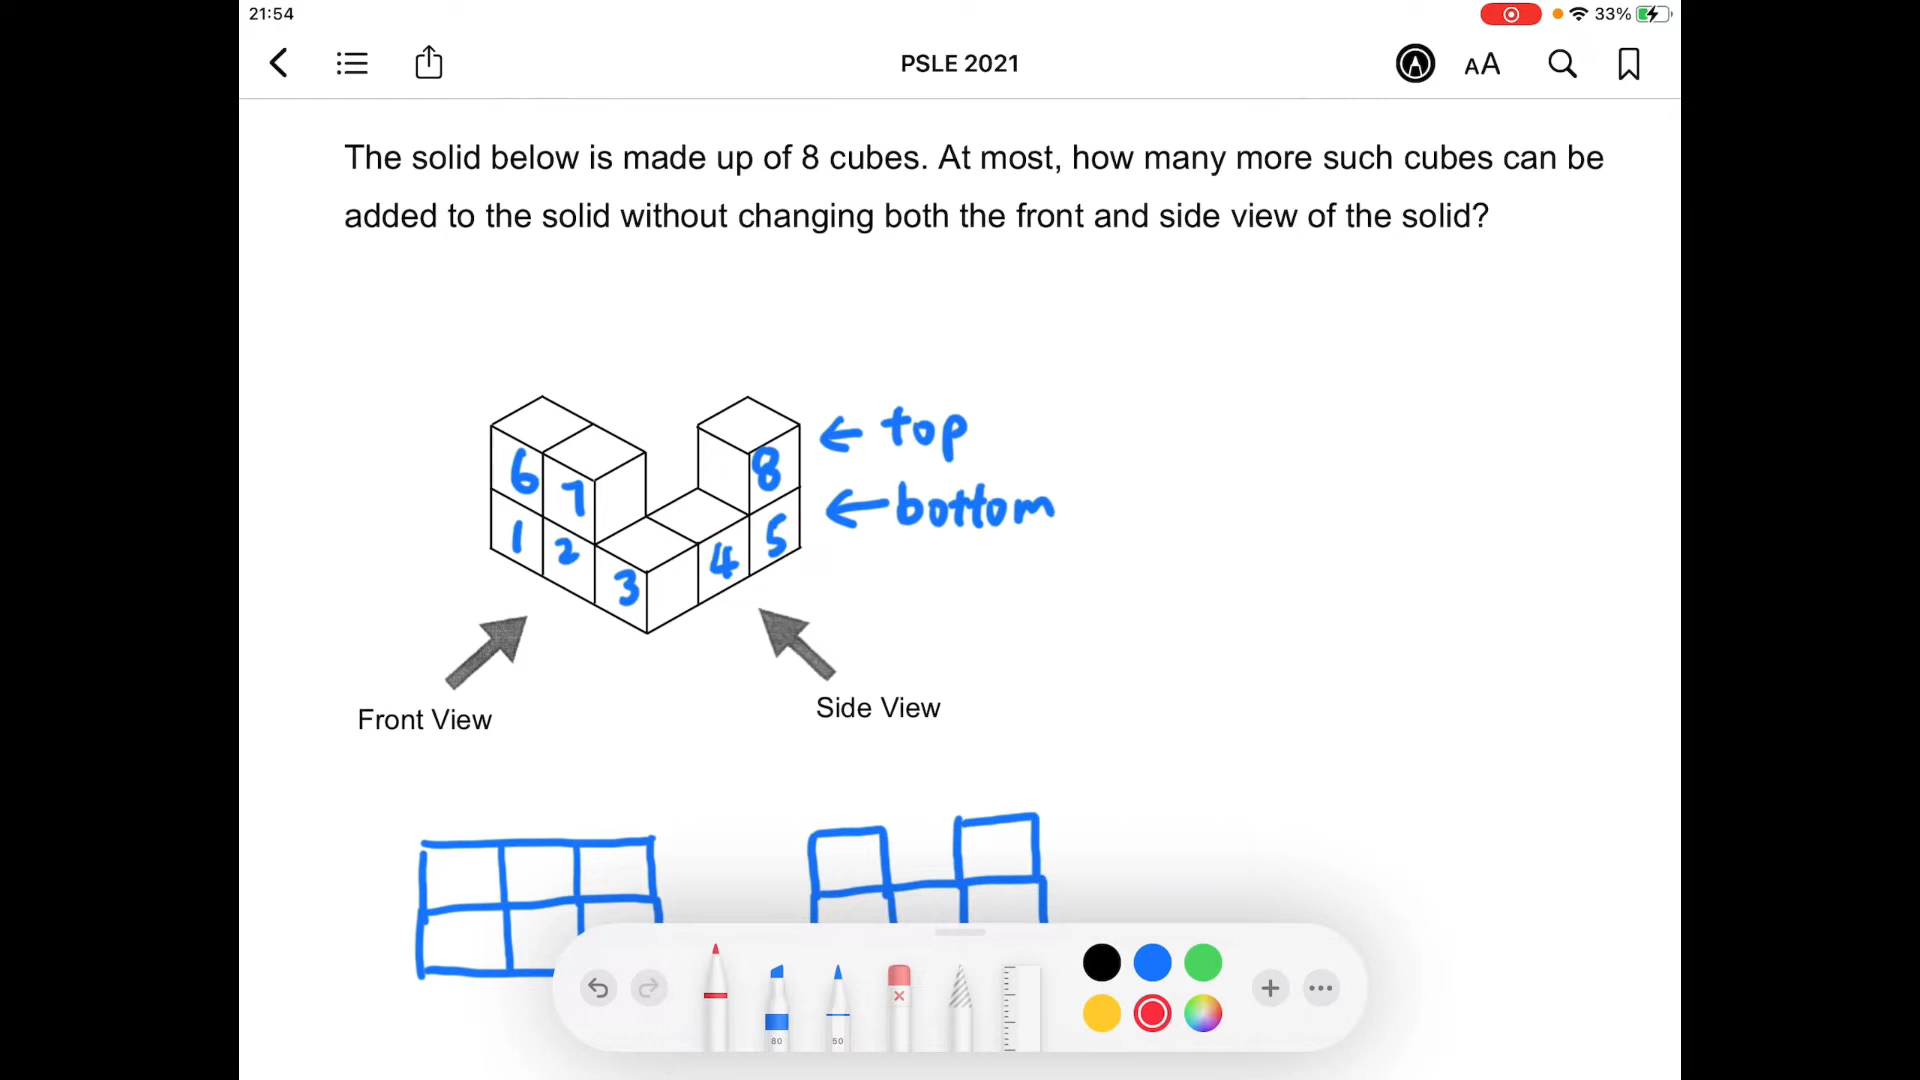 21:54
33%
PSLE 2021
AA
The solid below is made up of 8 cubes. At most, how many more such cubes can be
added to the solid without changing both the front and side view of the solid?
← top
6
7
8
← bottom
1
2
3
4
5
Front View
Side View
80
50